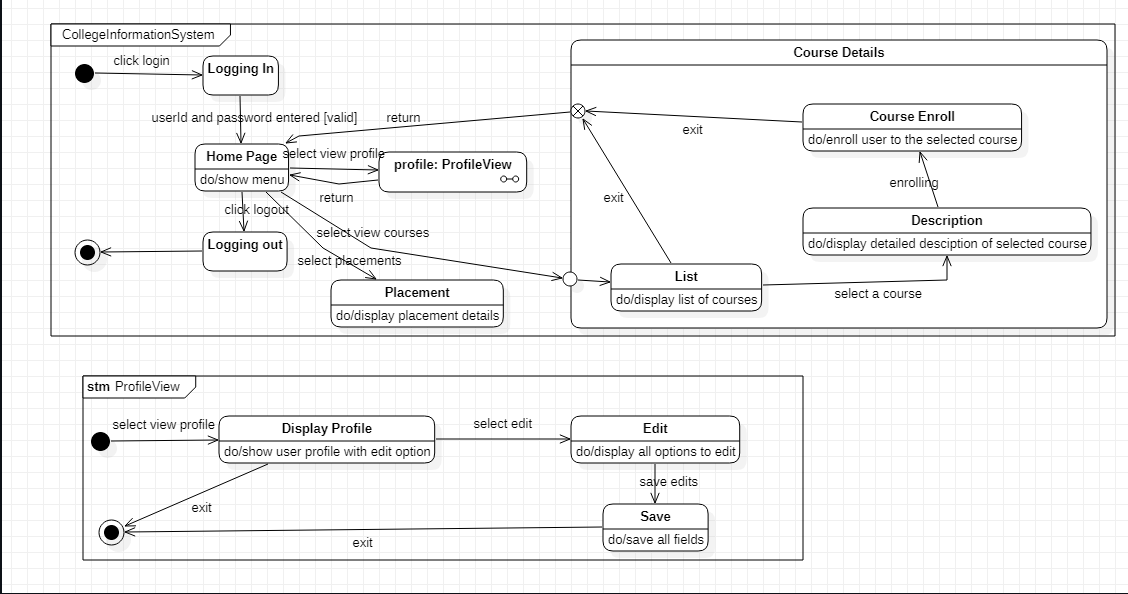 CollegeInformationSystem
click login
Logging In
userId and password entered [valid]
return
Home Page
do/show menu
select view profile
profile: ProfileView
return
click logout
Logging out
select view courses
select placements
Placement
do/display placement details
Course Details
exit
Course Enroll
do/enroll user to the selected course
enrolling
exit
Description
do/display detailed desciption of selected course
List
do/display list of courses
select a course
stm ProfileView
select view profile
Display Profile
do/show user profile with edit option
select edit
Edit
do/display all options to edit
save edits
exit
Save
do/save all fields
exit